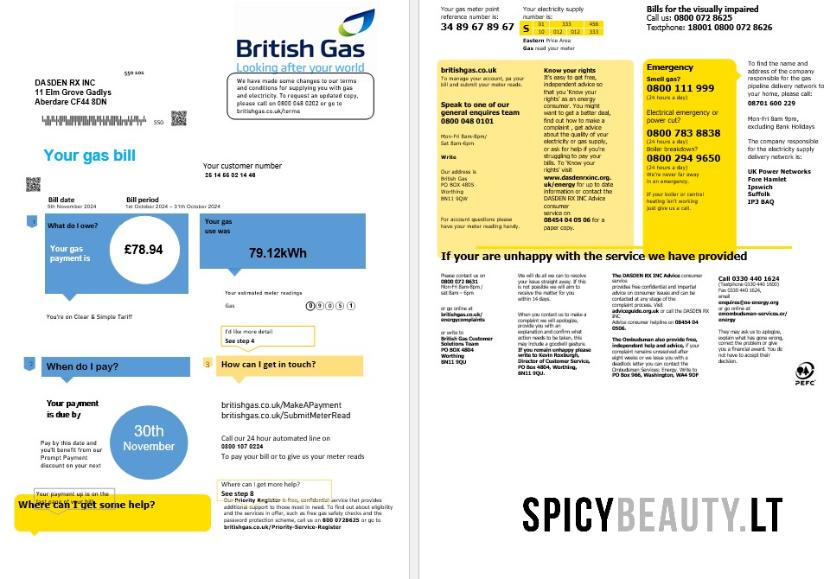 British Gas
Looking after your world
We have made some changes to our terms
and conditions for supplying you with gas
and electricity. To request an updated copy,
please call on 0800 048 0202 or go to
britishgas.co.uk/terms
DASDEN RX INC
11 Elm Grove Gadlys
Aberdare CF44 8DN
550
Your gas bill
Your customer number
Bill date
5th November 2024
Bill period
1st October 2024 – 31th October 2024
1
What do I owe?
Your gas
payment is
£78.94
Your gas
use was
79.12kWh
Your estimated meter readings
Gas
0 9 0 5 1
You're on Clear & Simple Tariff
I'd like more detail
See step 4
2
When do I pay?
3
How can I get in touch?
Your payment
is due by
30th
November
Pay by this date and
you'll benefit from our
Prompt Payment
discount on your next
britishgas.co.uk/MakeAPayment
britishgas.co.uk/SubmitMeterRead
Call our 24 hour automated line on
0800 107 0224
To pay your bill or to give us your meter reads
Where can I get more help?
See step 8
Your payment up is on the
Where can I get some help?
Our Priority Register is free, confidential service that provides
additional support to those most in need. To find out about eligibility
and the services in offer, such as free gas safety checks and the
password protection scheme, call us on 800 0728625 or go to
britishgas.co.uk/Priority-Service-Register
Your gas meter point
reference number is:
34 89 67 89 67
Your electricity supply
number is:
S 01 333 456
10 012 012 333
Eastern Price Area
Gas read your meter
Bills for the visually impaired
Call us: 0800 072 8625
Textphone: 18001 0800 072 8626
britishgas.co.uk
To manage your account, pay your
bill and submit your meter reads.
Speak to one of our
general enquires team
0800 048 0101
Mon-Fri 8am-8pm/
Sat 8am-6pm
Write
Our address is
British Gas
PO BOX 4805
Worthing
BN11 9QW
For account questions please
have your meter reading handy.
Know your rights
It's easy to get free,
independent advice so
that you 'Know your
rights' as an energy
consumer. You might
want to get a better deal,
find out how to make a
complaint , get advice
about the quality of
electricity or gas supply,
or ask for help if you're
struggling to pay your
bills. To 'Know your
rights' visit
www.dasdenrxinc.org.
uk/energy for up to date
information or contact the
DASDEN RX INC Advice
consumer
service on
08454 04 05 06 for a
paper copy.
Emergency
Smell gas?
0800 111 999
(24 hours a day)
Electrical emergency or
power cut?
0800 783 8838
(24 hours a day)
Boiler breakdown?
0800 294 9650
(24 hours a day)
We're never far away
in an emergency.
If your boiler or central
heating isn't working
just give us a call.
To find the name and
address of the company
responsible for the gas
pipeline delivery network to
your home, please call:
08701 600 229
Mon-Fri 8am 9pm,
excluding Bank Holidays
The company responsible
for the electricity supply
delivery network is:
UK Power Networks
Fore Hamlet
Ipswich
Suffolk
IP3 8AQ
If your are unhappy with the service we have provided
Please contact us on
0800 072 8631
Mon-Fri 8am-8pm/
sat 8am – 6pm
or go online at
britishgas.co.uk/
energycomplaints
or write to
British Gas Customer
Solutions Team
PO BOX 4804
Worthing
BN11 9QU
We will do all we can to resolve
your issue straight away. If this
is not possible we will aim to
resolve the matter for you
within 14 days.
When you contact us to make a
complaint we will apologise,
provide you with an
explanation and confirm what
action needs to be taken, this
may include a goodwill gesture.
If you remain unhappy please
write to Kevin Roxburgh,
Director of Customer Service,
PO Box 4804, Worthing,
BN11 9QU.
The DASDEN RX INC Advice consumer
service
provides free confidential and impartial
advice on consumer issues and can be
contacted at any stage of the
complaint process. Visit
adviceguide.org.uk or call the DASDEN
RX INC
Advice consumer helpline on 08454 04
0506.
The Ombudsman also provide free,
independent help and advice, if your
complaint remains unresolved after
eight weeks or we issue you with a
deadlock letter you can contact the
Ombudsman Services: Energy. Write to
PO Box 966, Washington, WA4 9DF
Call 0330 440 1624
(Textphone 0330 440 1600)
Fax 0330 440 1624,
email
enquires@os-energy.org
or go online at
ombudsman-services.or/
energy
They may ask us to apologise,
explain what has gone wrong,
correct the problem or give
you a financial award. You do
not have to accept their
decision.
PEFC
SPICYBEAUTY.LT